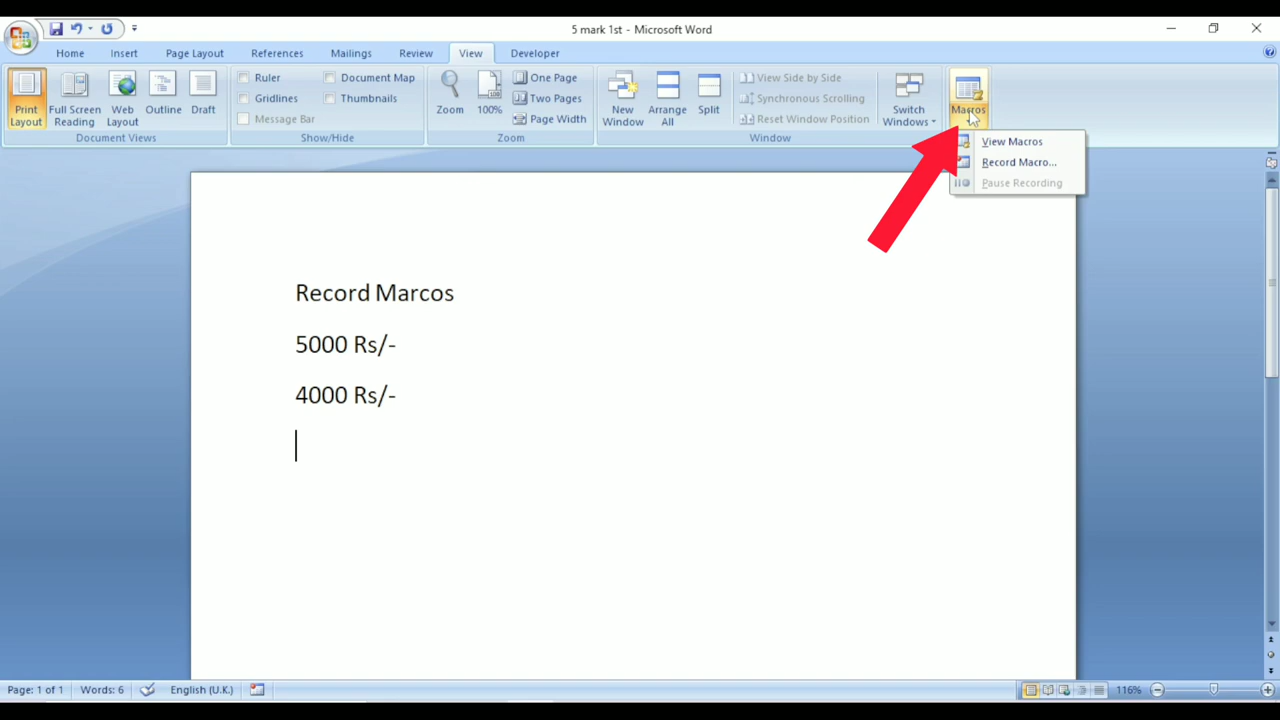 5 mark 1st - Microsoft Word
Home Insert Page Layout References Mailings Review View Developer
Print Layout
Full Screen Reading
Web Layout
Outline
Draft
Document Views
Ruler
Gridlines
Message Bar
Document Map
Thumbnails
Show/Hide
Zoom
100%
One Page
Two Pages
Page Width
Zoom
New Window
Arrange All
Split
View Side by Side
Synchronous Scrolling
Reset Window Position
Window
Switch Windows
Macros
View Macros
Record Macro...
Pause Recording
Record Marcos
5000 Rs/-
4000 Rs/-
Page: 1 of 1 Words: 6 English (U.K.) 116%